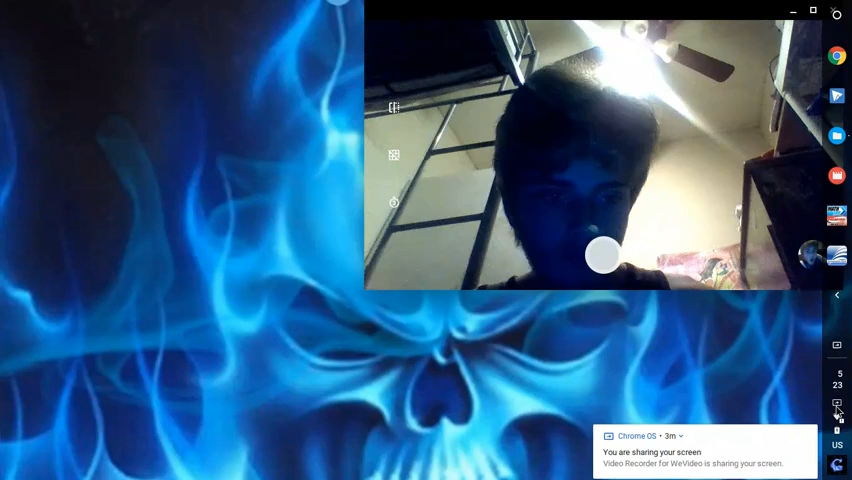 Chrome OS • 3m
You are sharing your screen
Video Recorder for WeVideo is sharing your screen.
5
23
US